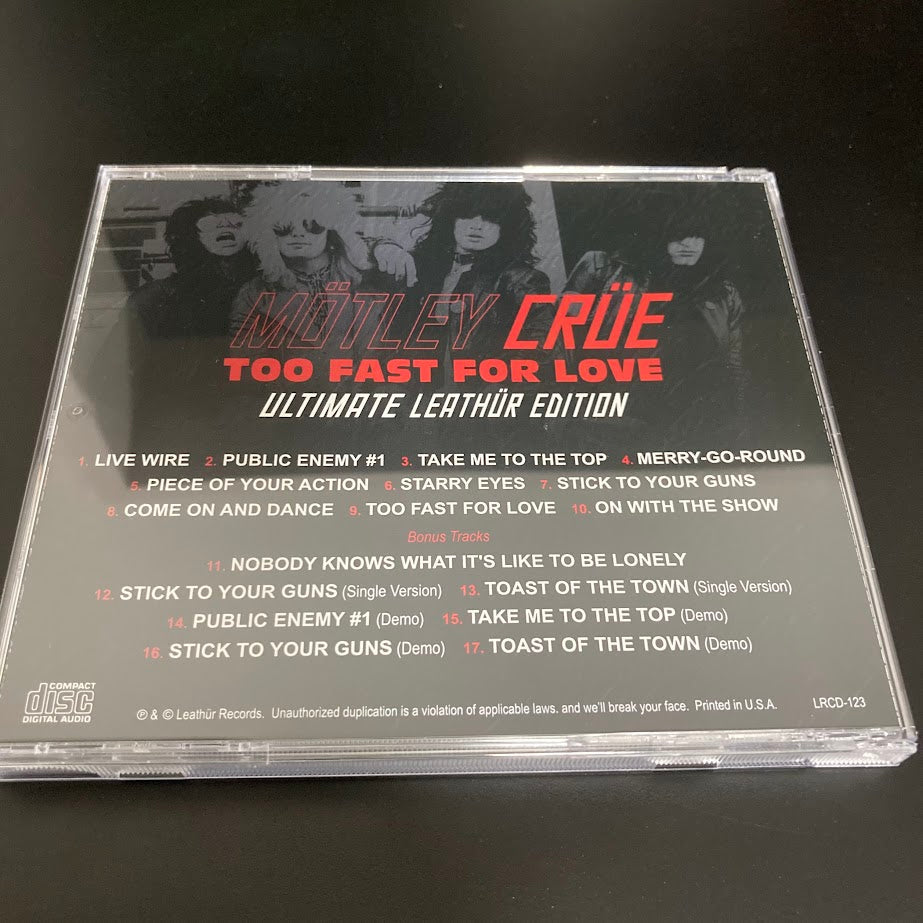 MÖTLEY CRÜE
TOO FAST FOR LOVE
ULTIMATE LEATHÜR EDITION
1. LIVE WIRE 2. PUBLIC ENEMY #1 3. TAKE ME TO THE TOP 4. MERRY-GO-ROUND
5. PIECE OF YOUR ACTION 6. STARRY EYES 7. STICK TO YOUR GUNS
8. COME ON AND DANCE 9. TOO FAST FOR LOVE 10. ON WITH THE SHOW
Bonus Tracks
11. NOBODY KNOWS WHAT IT'S LIKE TO BE LONELY
12. STICK TO YOUR GUNS (Single Version) 13. TOAST OF THE TOWN (Single Version)
14. PUBLIC ENEMY #1 (Demo) 15. TAKE ME TO THE TOP (Demo)
16. STICK TO YOUR GUNS (Demo) 17. TOAST OF THE TOWN (Demo)
COMPACT
disc
DIGITAL AUDIO
℗ & © Leathür Records. Unauthorized duplication is a violation of applicable laws. and we'll break your face. Printed in U.S.A. LRCD-123